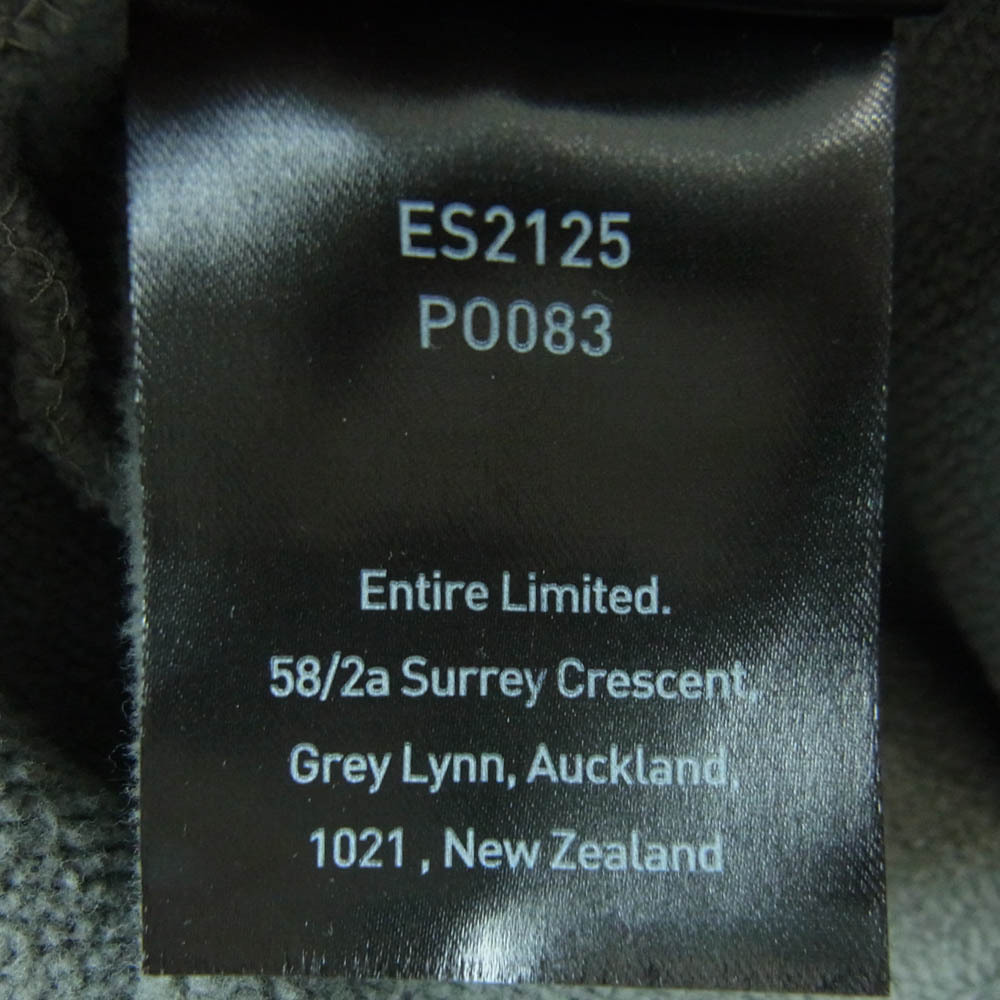 ES2125
PO083
Entire Limited.
58/2a Surrey Crescent,
Grey Lynn, Auckland,
1021 , New Zealand